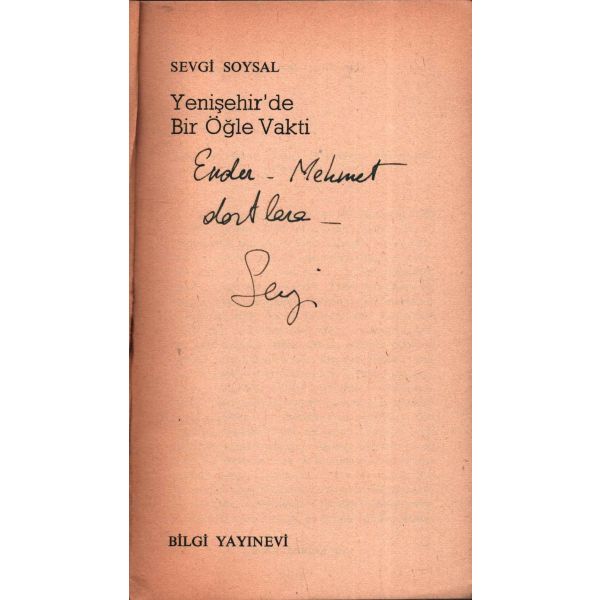 SEVGİ SOYSAL
Yenişehir'de
Bir Öğle Vakti
Ender - Mehmet
dostlara -
Sevgi
BİLGİ YAYINEVİ